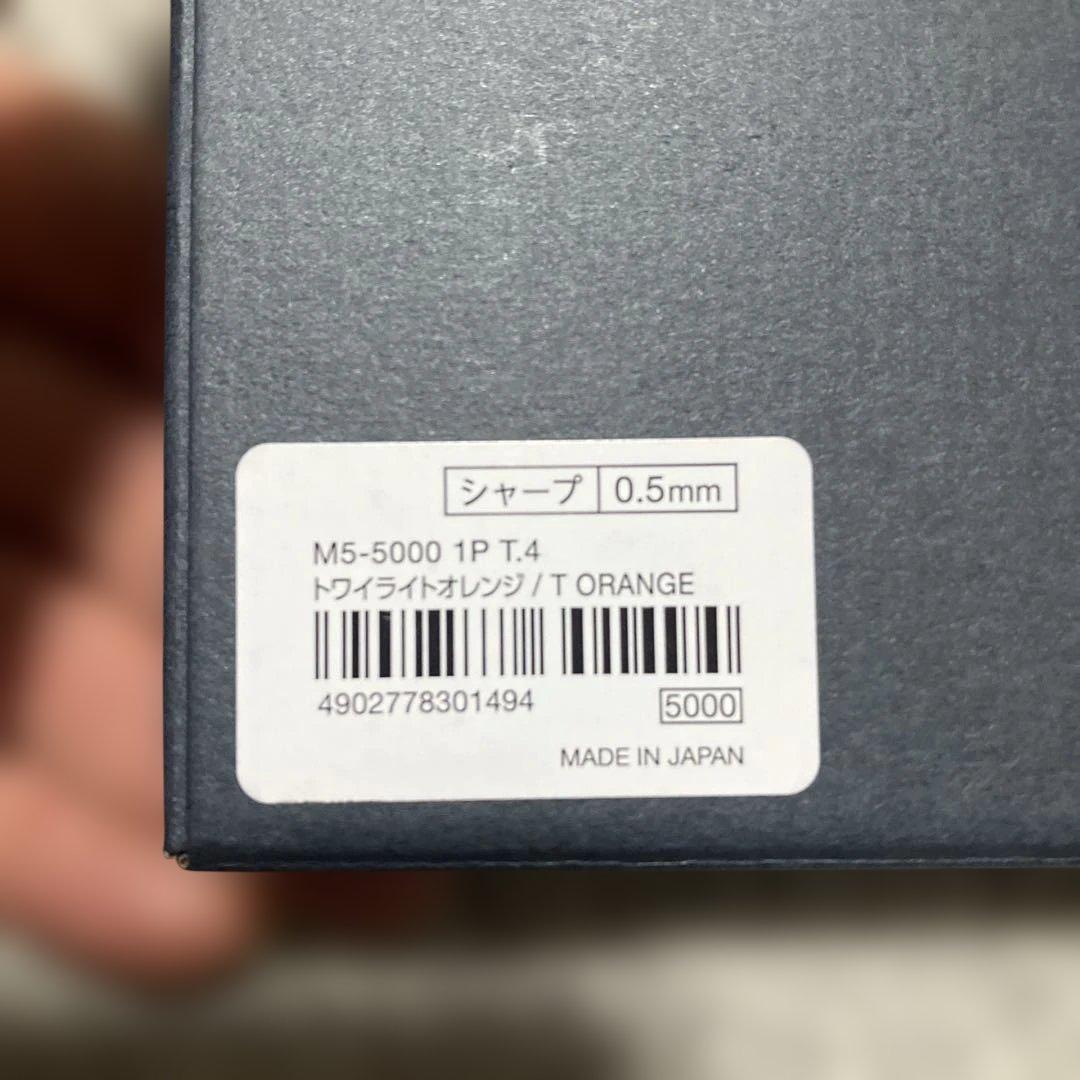 シャープ 0.5mm
M5-5000 1P T.4
トワイライトオレンジ / T ORANGE
4902778301494 5000
MADE IN JAPAN